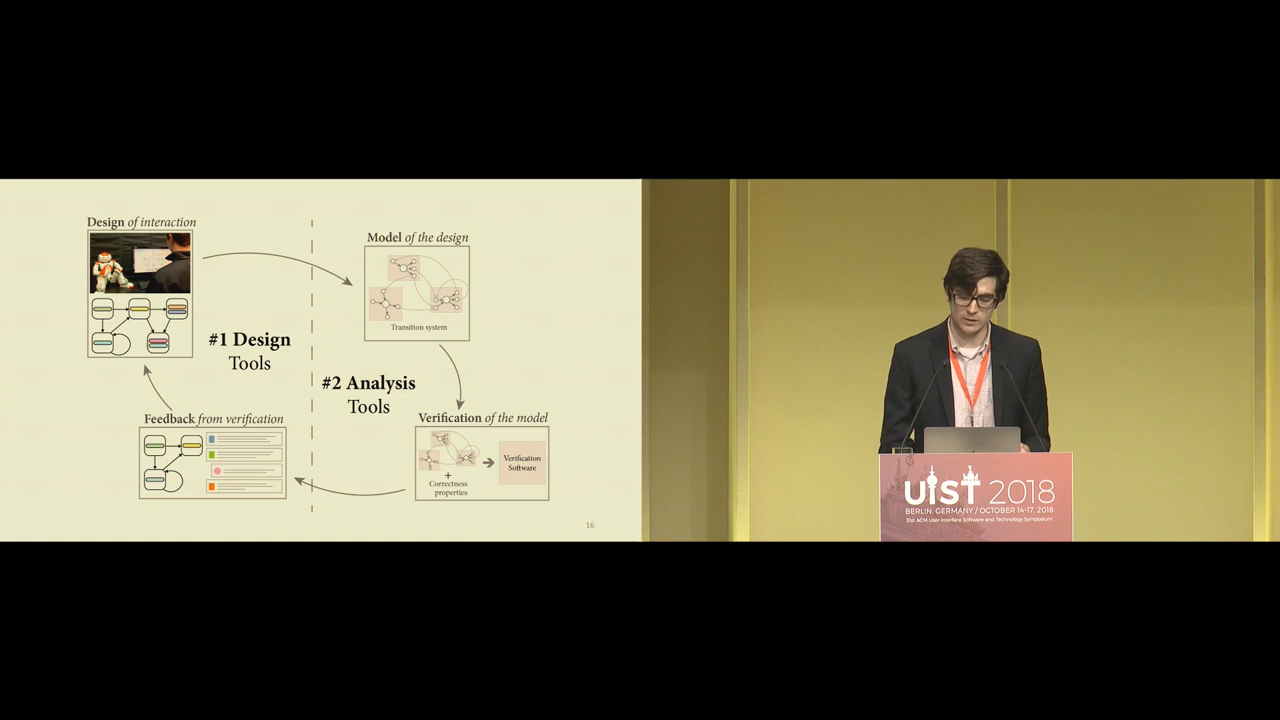 Design of interaction
Model of the design
Transition system
#1 Design
Tools
#2 Analysis
Tools
Feedback from verification
Verification of the model
Verification
Software
+
Correctness
properties
16
UIST 2018
BERLIN, GERMANY / OCTOBER 14-17, 2018
31st ACM User Interface Software and Technology Symposium